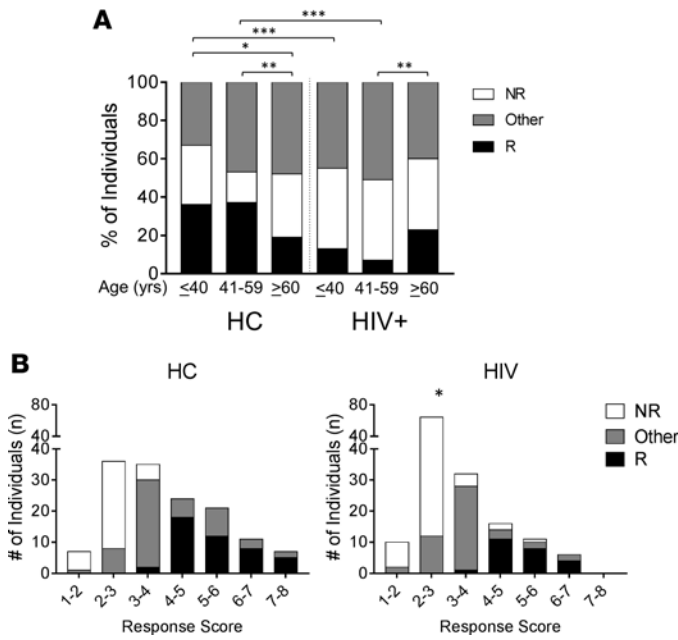 A
***
***
*
**
**
100
80
60
40
20
0
% of Individuals
NR
Other
R
Age (yrs) ≤40 41-59 ≥60 ≤40 41-59 ≥60
HC HIV+
B
HC
# of Individuals (n)
80
40
40
30
20
10
0
1-2 2-3 3-4 4-5 5-6 6-7 7-8
Response Score
HIV
*
# of Individuals (n)
80
40
40
30
20
10
0
1-2 2-3 3-4 4-5 5-6 6-7 7-8
Response Score
NR
Other
R